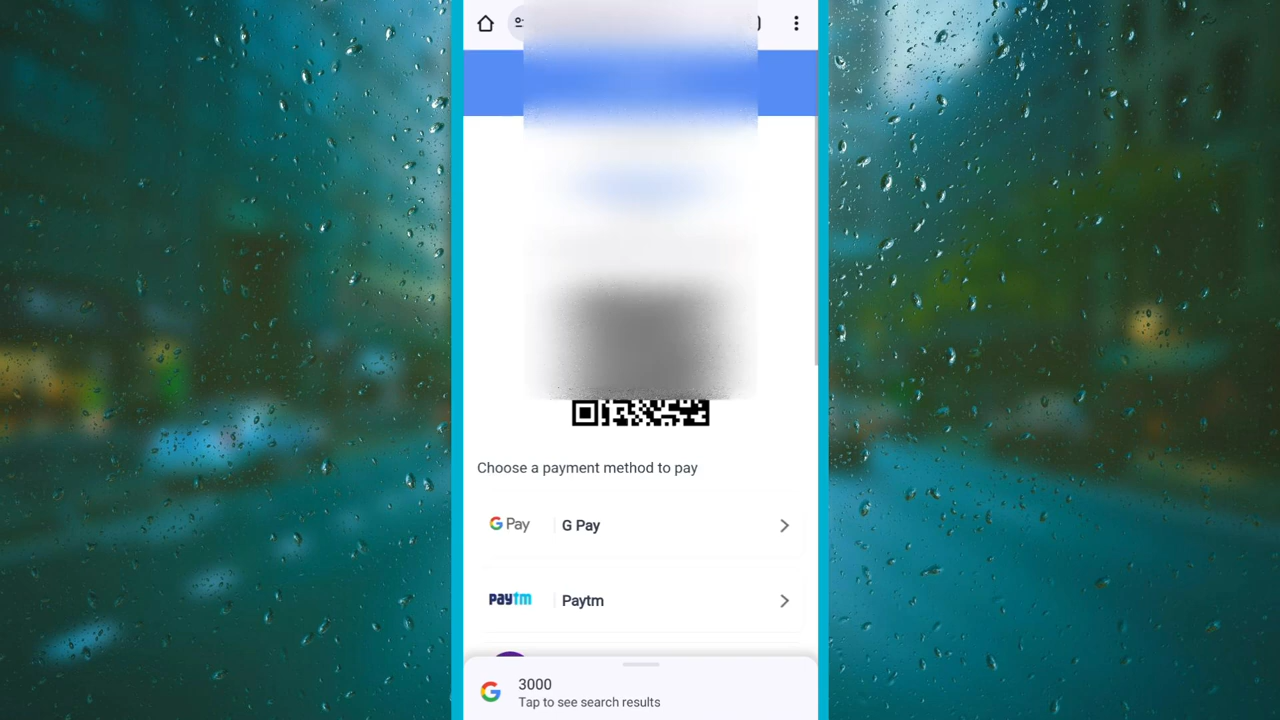 Choose a payment method to pay
G Pay G Pay
paytm Paytm
3000
Tap to see search results